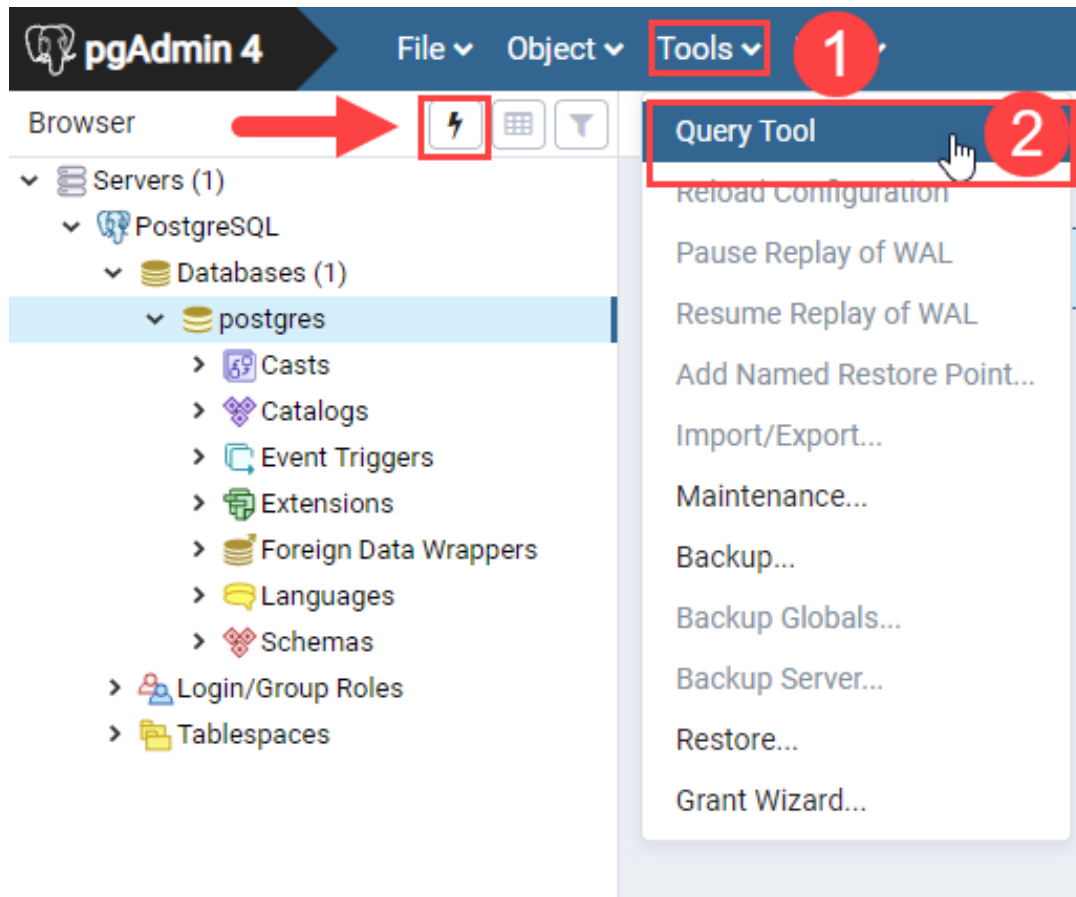 pgAdmin 4 File Object Tools 1
Browser
Servers (1)
PostgreSQL
Databases (1)
postgres
Casts
Catalogs
Event Triggers
Extensions
Foreign Data Wrappers
Languages
Schemas
Login/Group Roles
Tablespaces
Query Tool 2
Reload Configuration
Pause Replay of WAL
Resume Replay of WAL
Add Named Restore Point...
Import/Export...
Maintenance...
Backup...
Backup Globals...
Backup Server...
Restore...
Grant Wizard...